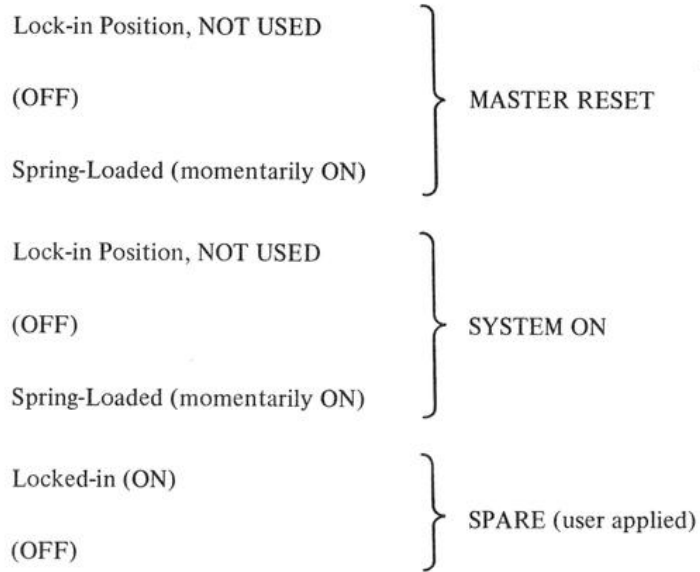 Lock-in Position, NOT USED
(OFF)
MASTER RESET
Spring-Loaded (momentarily ON)
Lock-in Position, NOT USED
(OFF)
SYSTEM ON
Spring-Loaded (momentarily ON)
Locked-in (ON)
SPARE (user applied)
(OFF)